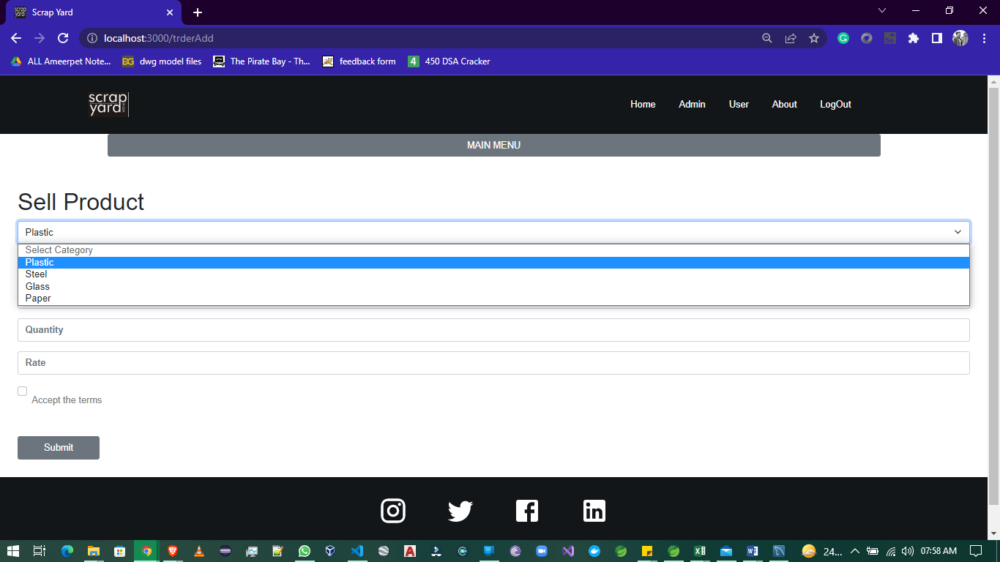 Scrap Yard
localhost:3000/trderAdd
ALL Ameerpet Note... DG dwg model files The Pirate Bay - Th... feedback form 4 450 DSA Cracker
scrap
yard
Home Admin User About LogOut
MAIN MENU
Sell Product
Plastic
Select Category
Plastic
Steel
Glass
Paper
Quantity
Rate
Accept the terms
Submit
24... 07:58 AM